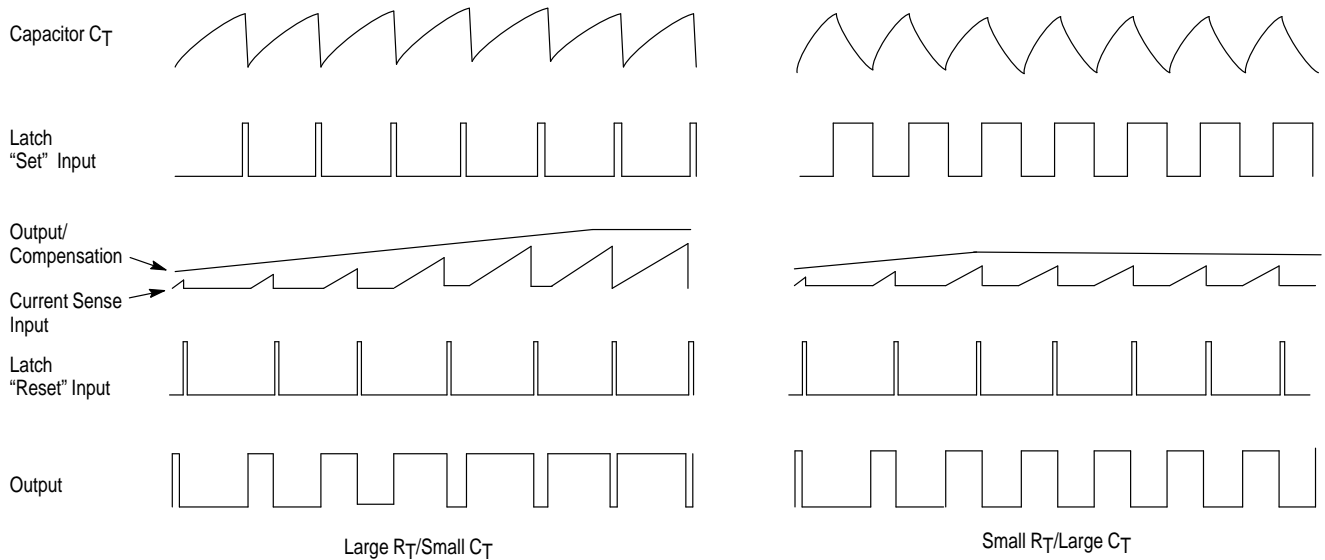 Capacitor CT
Latch
“Set” Input
Output/
Compensation
Current Sense
Input
Latch
“Reset” Input
Output
Large RT/Small CT
Small RT/Large CT